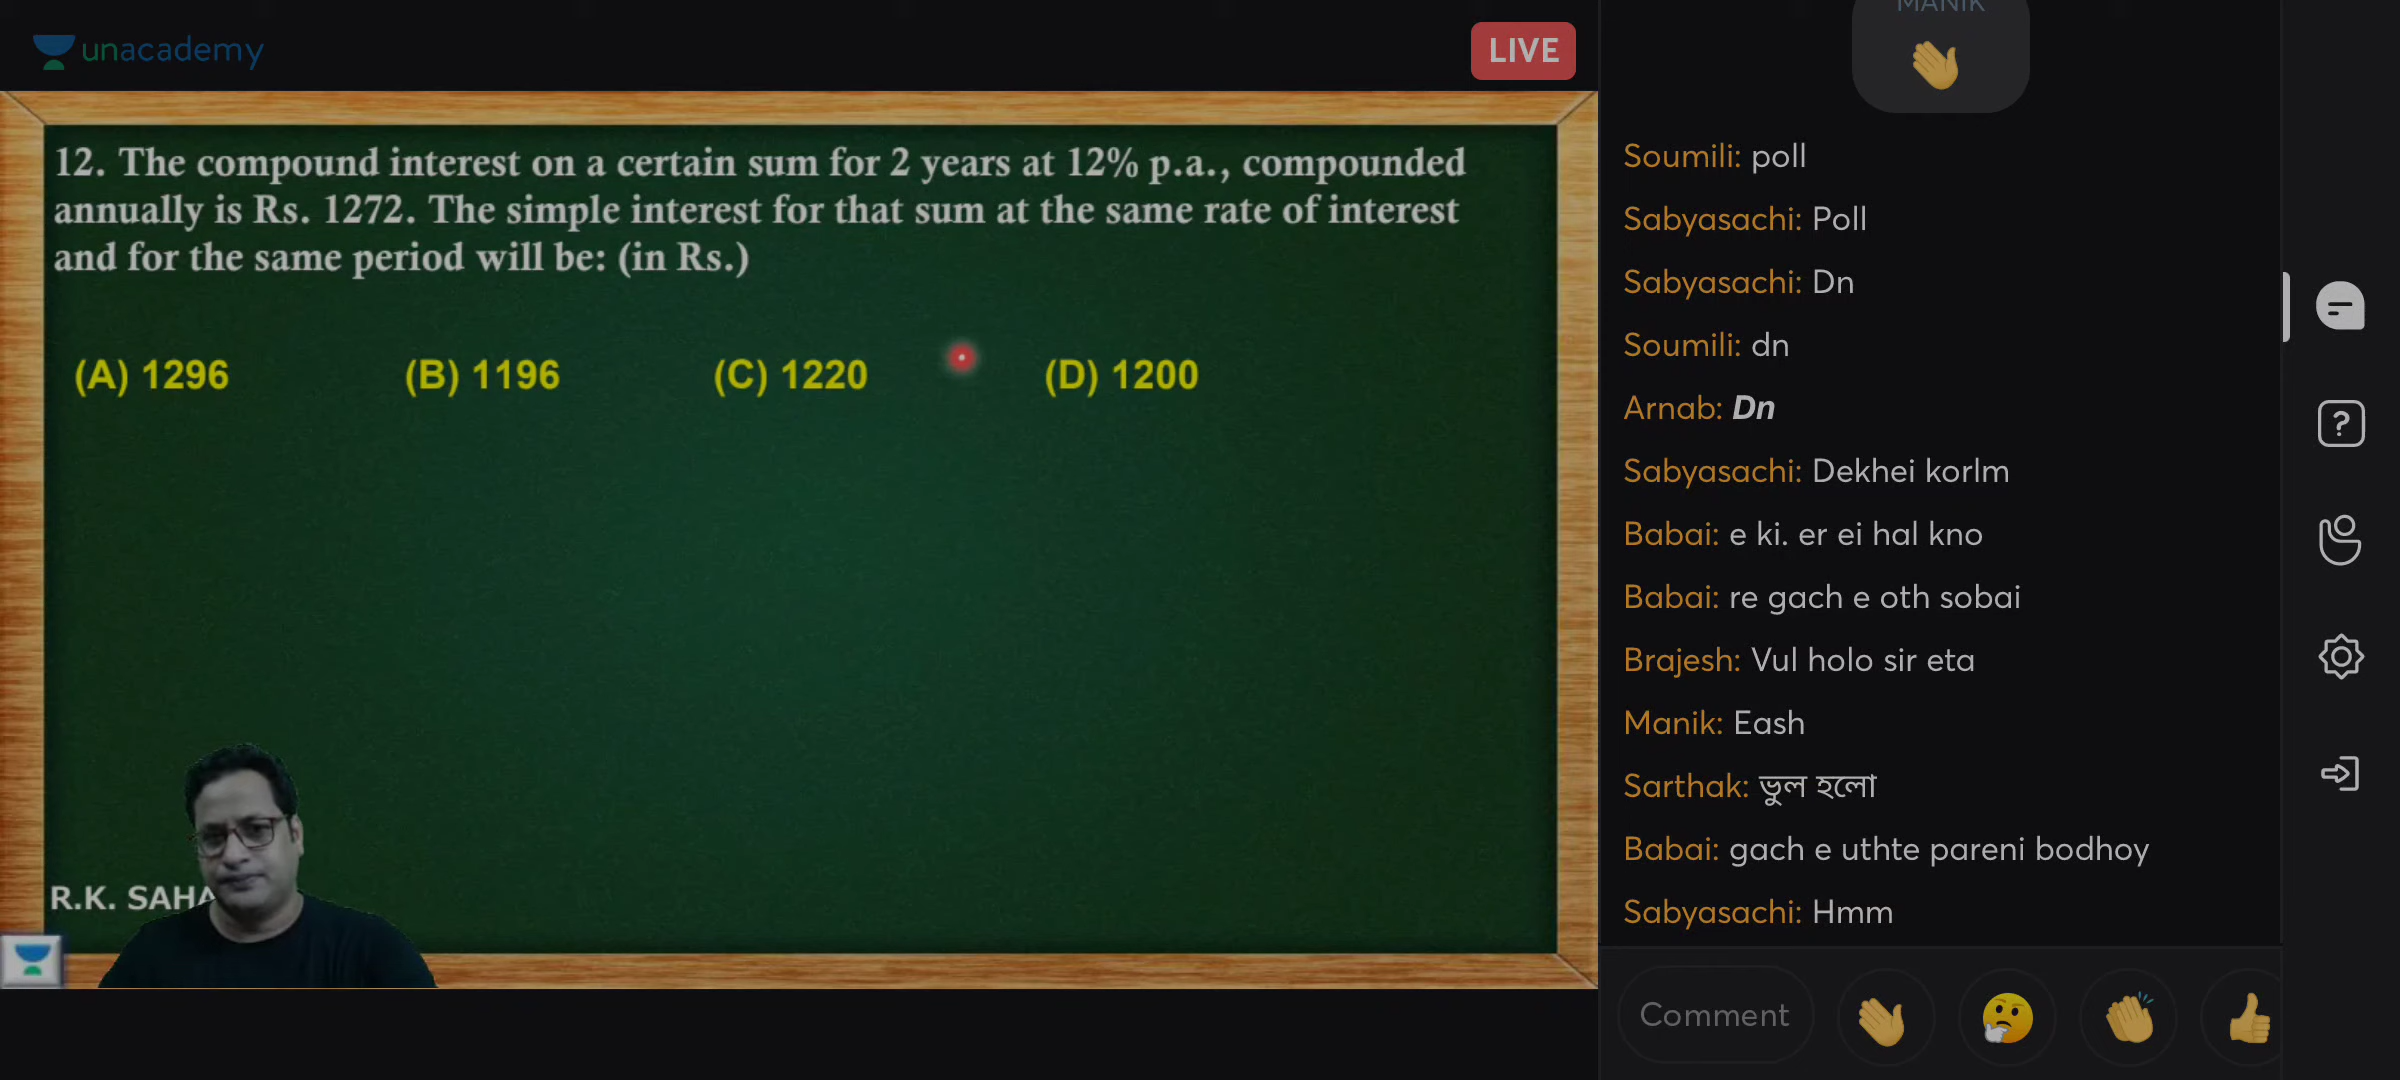 unacademy
LIVE
12. The compound interest on a certain sum for 2 years at 12% p.a., compounded
annually is Rs. 1272. The simple interest for that sum at the same rate of interest
and for the same period will be: (in Rs.)
(A) 1296 (B) 1196 (C) 1220 (D) 1200
R.K. SAHA
MANIK
Soumili: poll
Sabyasachi: Poll
Sabyasachi: Dn
Soumili: dn
Arnab: Dn
Sabyasachi: Dekhei korlm
Babai: e ki. er ei hal kno
Babai: re gach e oth sobai
Brajesh: Vul holo sir eta
Manik: Eash
Sarthak: ভুল হলো
Babai: gach e uthte pareni bodhoy
Sabyasachi: Hmm
Comment